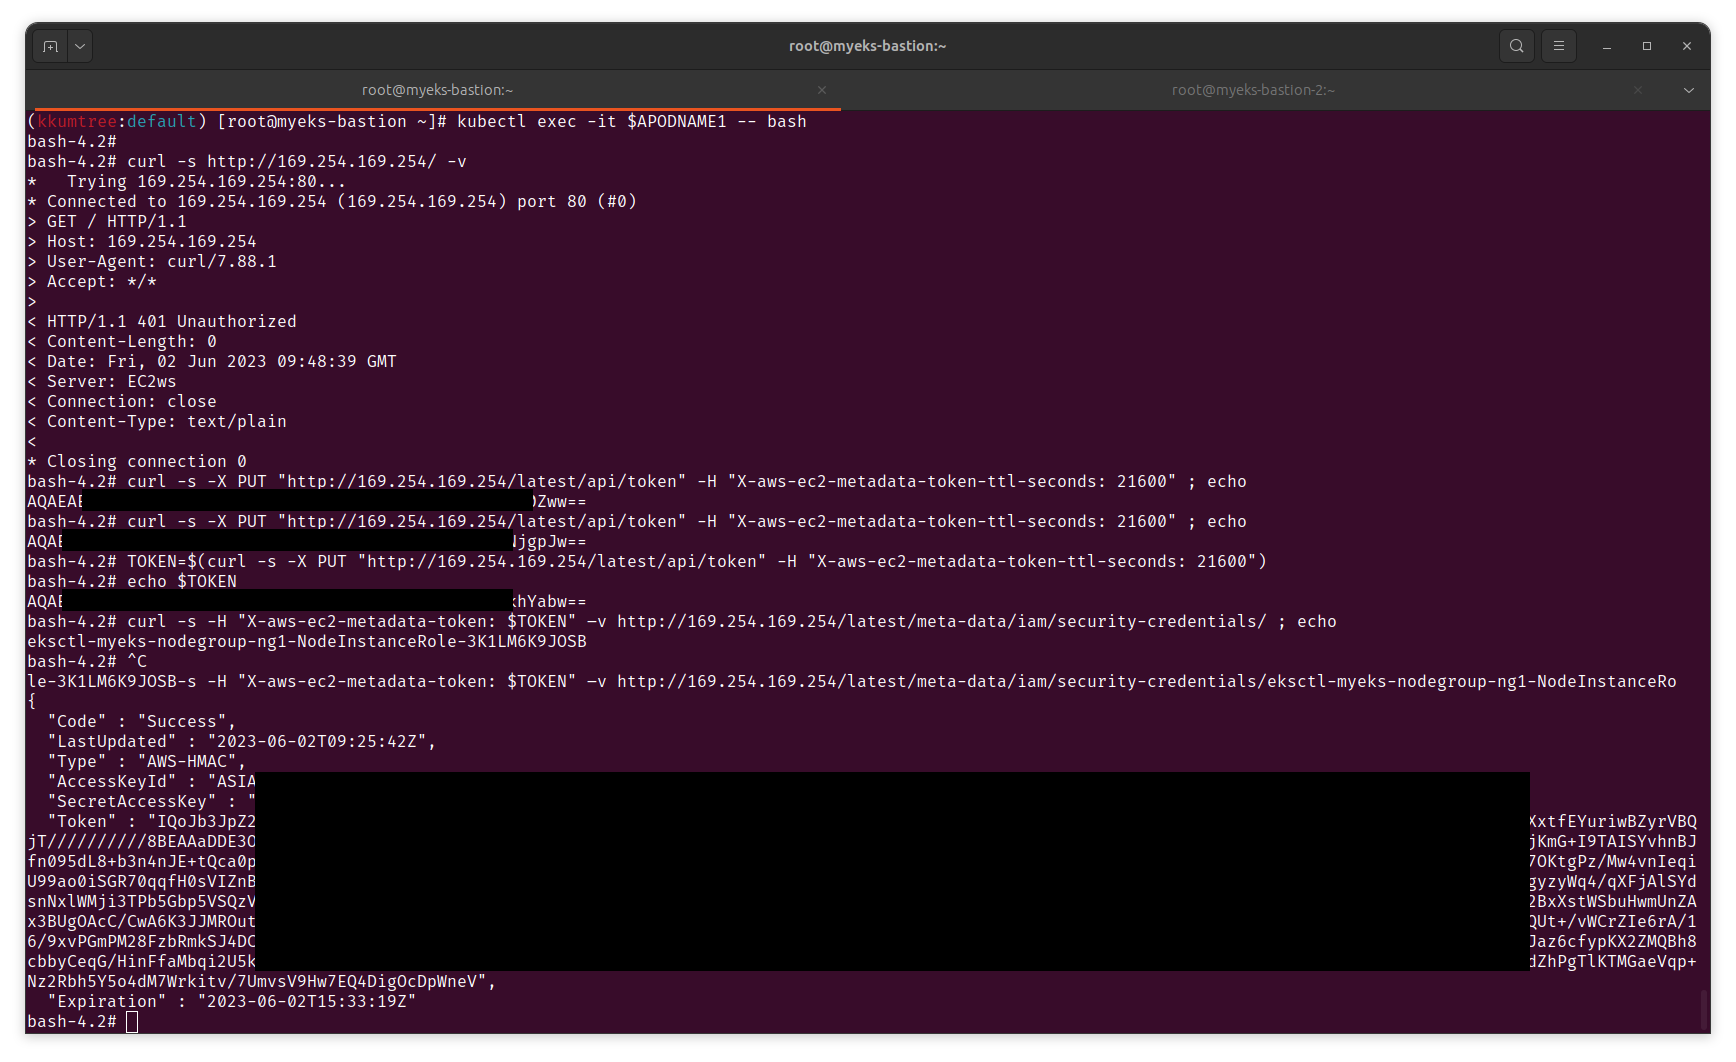 root@myeks-bastion:~
root@myeks-bastion:~
root@myeks-bastion-2:~
(kkumtree:default) [root@myeks-bastion ~]# kubectl exec -it $APODNAME1 -- bash
bash-4.2#
bash-4.2# curl -s http://169.254.169.254/ -v
*   Trying 169.254.169.254:80...
* Connected to 169.254.169.254 (169.254.169.254) port 80 (#0)
> GET / HTTP/1.1
> Host: 169.254.169.254
> User-Agent: curl/7.88.1
> Accept: */*
>
< HTTP/1.1 401 Unauthorized
< Content-Length: 0
< Date: Fri, 02 Jun 2023 09:48:39 GMT
< Server: EC2ws
< Connection: close
< Content-Type: text/plain
<
* Closing connection 0
bash-4.2# curl -s -X PUT "http://169.254.169.254/latest/api/token" -H "X-aws-ec2-metadata-token-ttl-seconds: 21600" ; echo
AQAEAE Zww==
bash-4.2# curl -s -X PUT "http://169.254.169.254/latest/api/token" -H "X-aws-ec2-metadata-token-ttl-seconds: 21600" ; echo
AQAE jgpJw==
bash-4.2# TOKEN=$(curl -s -X PUT "http://169.254.169.254/latest/api/token" -H "X-aws-ec2-metadata-token-ttl-seconds: 21600")
bash-4.2# echo $TOKEN
AQAE hYabw==
bash-4.2# curl -s -H "X-aws-ec2-metadata-token: $TOKEN" –v http://169.254.169.254/latest/meta-data/iam/security-credentials/ ; echo
eksctl-myeks-nodegroup-ng1-NodeInstanceRole-3K1LM6K9JOSB
bash-4.2# ^C
le-3K1LM6K9JOSB-s -H "X-aws-ec2-metadata-token: $TOKEN" –v http://169.254.169.254/latest/meta-data/iam/security-credentials/eksctl-myeks-nodegroup-ng1-NodeInstanceRo
{
  "Code" : "Success",
  "LastUpdated" : "2023-06-02T09:25:42Z",
  "Type" : "AWS-HMAC",
  "AccessKeyId" : "ASIA
  "SecretAccessKey" : "
  "Token" : "IQoJb3JpZ2 XxtfEYuriwBZyrVBQ
jT//////////8BEAAaDDE3O jKmG+I9TAISYvhnBJ
fn095dL8+b3n4nJE+tQca0p 7OKtgPz/Mw4vnIeqi
U99ao0iSGR70qqfH0sVIZnB gyzyWq4/qXFjAlSYd
snNxlWMji3TPb5Gbp5VSQzV 2BxXstWSbuHwmUnZA
x3BUgOAcC/CwA6K3JJMROut QUt+/vWCrZIe6rA/1
6/9xvPGmPM28FzbRmkSJ4DC Jaz6cfypKX2ZMQBh8
cbbyCeqG/HinFfaMbqi2U5k dZhPgTlKTMGaeVqp+
Nz2Rbh5Y5o4dM7Wrkitv/7UmvsV9Hw7EQ4DigOcDpWneV",
  "Expiration" : "2023-06-02T15:33:19Z"
bash-4.2#